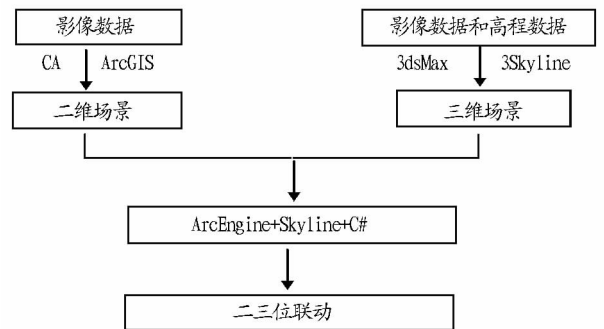 影像数据
影像数据和高程数据
CA ArcGIS
3dsMax 3Skyline
二维场景
三维场景
ArcEngine+Skyline+C#
二三位联动